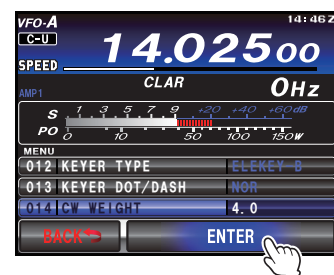 VFO-A 14:46Z
C-U 14.02500
SPEED
CLAR 0Hz
AMP1
S 1 3 5 7 9 +20 +40 +60dB
PO 0 10 50 100 150W
MENU
012 KEYER TYPE ELEKEY-B
013 KEYER DOT/DASH NOR
014 CW WEIGHT 4.0
BACK ENTER